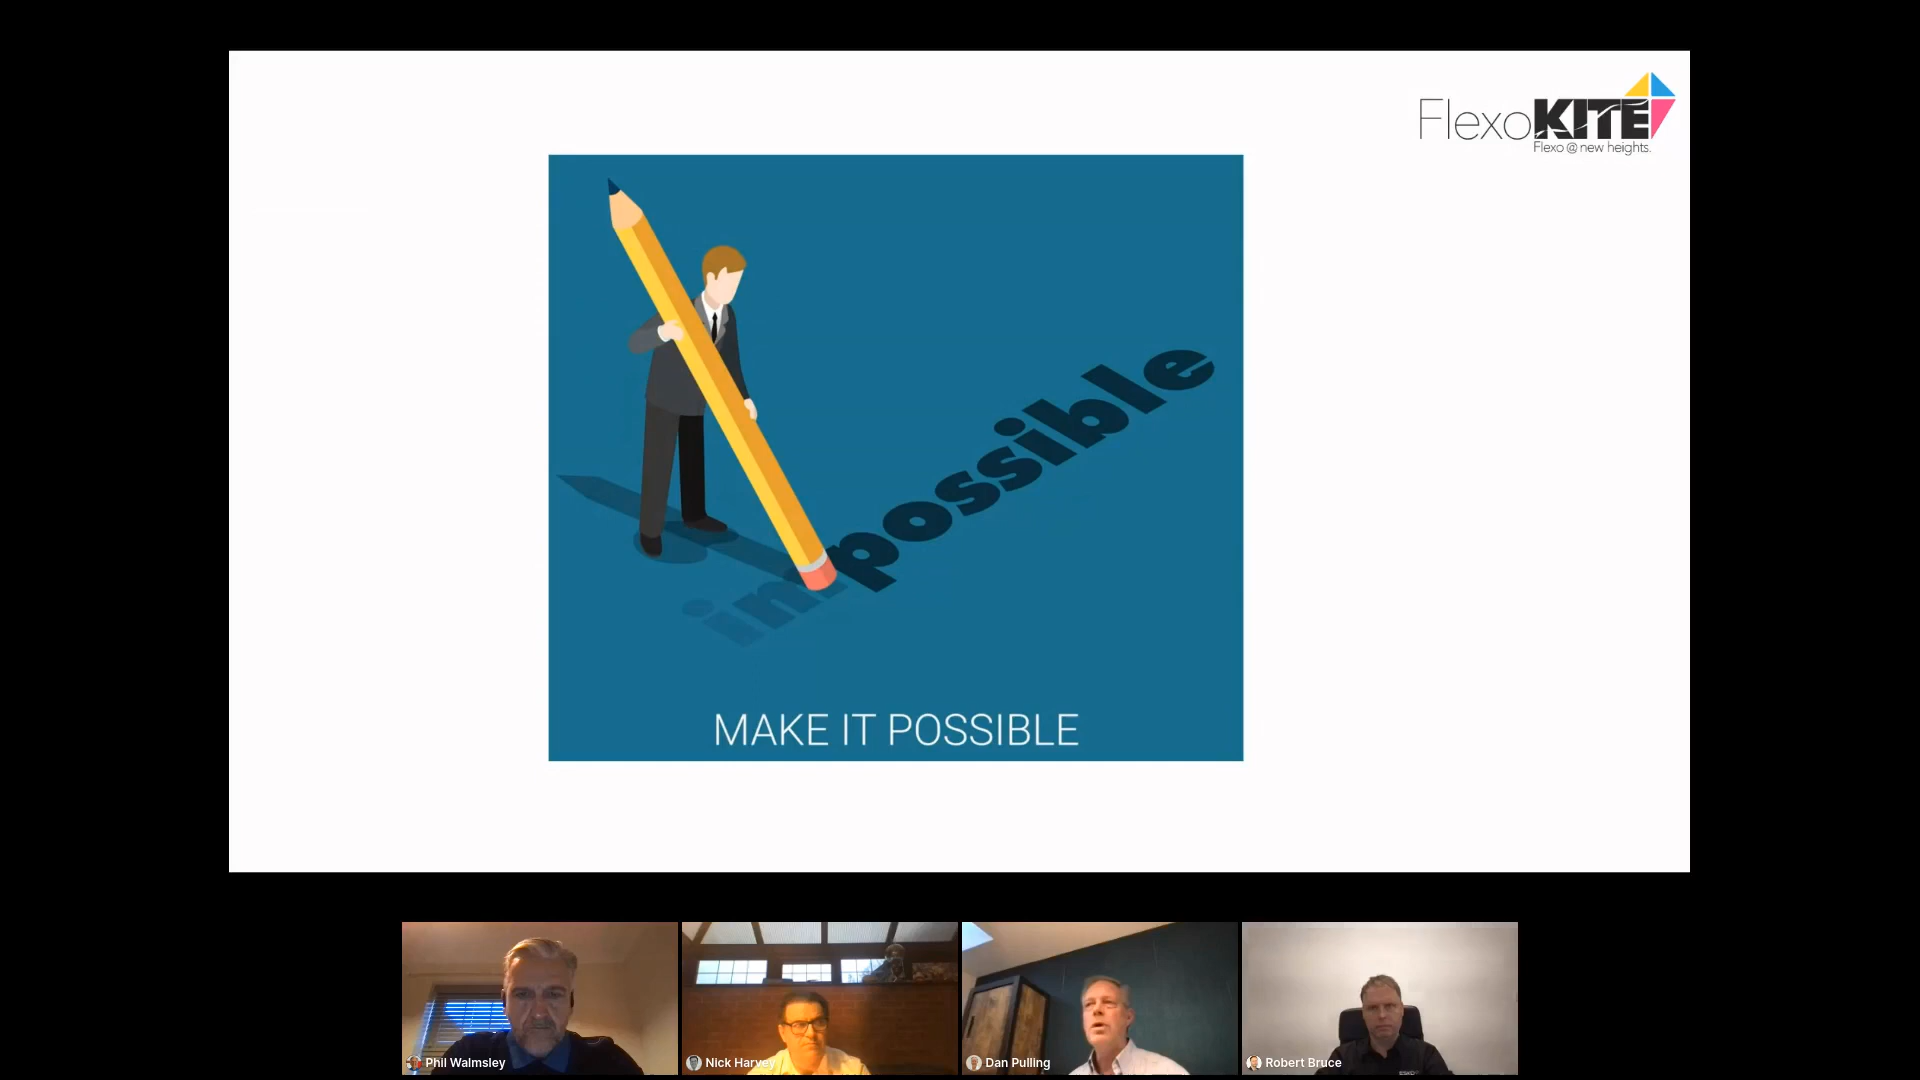 FlexoKITE
Flexo @ new heights.
impossible
MAKE IT POSSIBLE
Phil Walmsley
Nick Harvey
Dan Pulling
Robert Bruce